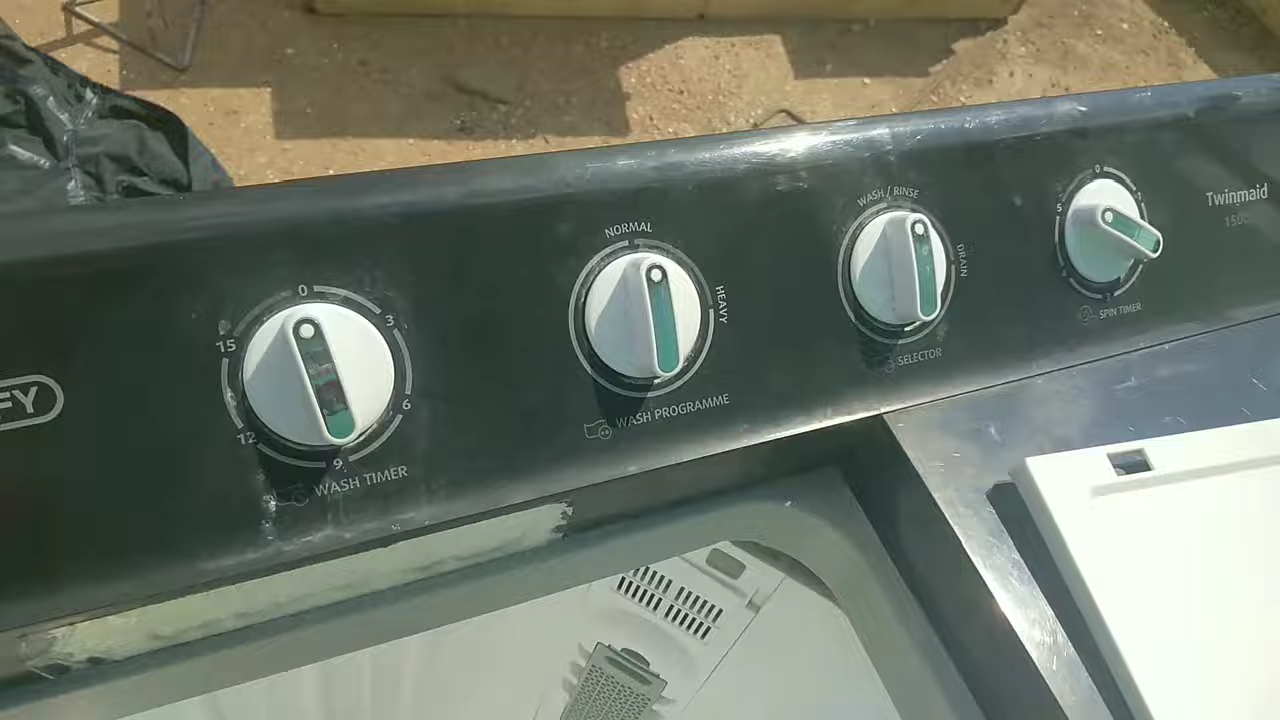 FY
0
3
6
9
12
15
WASH TIMER
NORMAL
HEAVY
WASH PROGRAMME
WASH / RINSE
DRAIN
SELECTOR
0
1
5
SPIN TIMER
Twinmaid